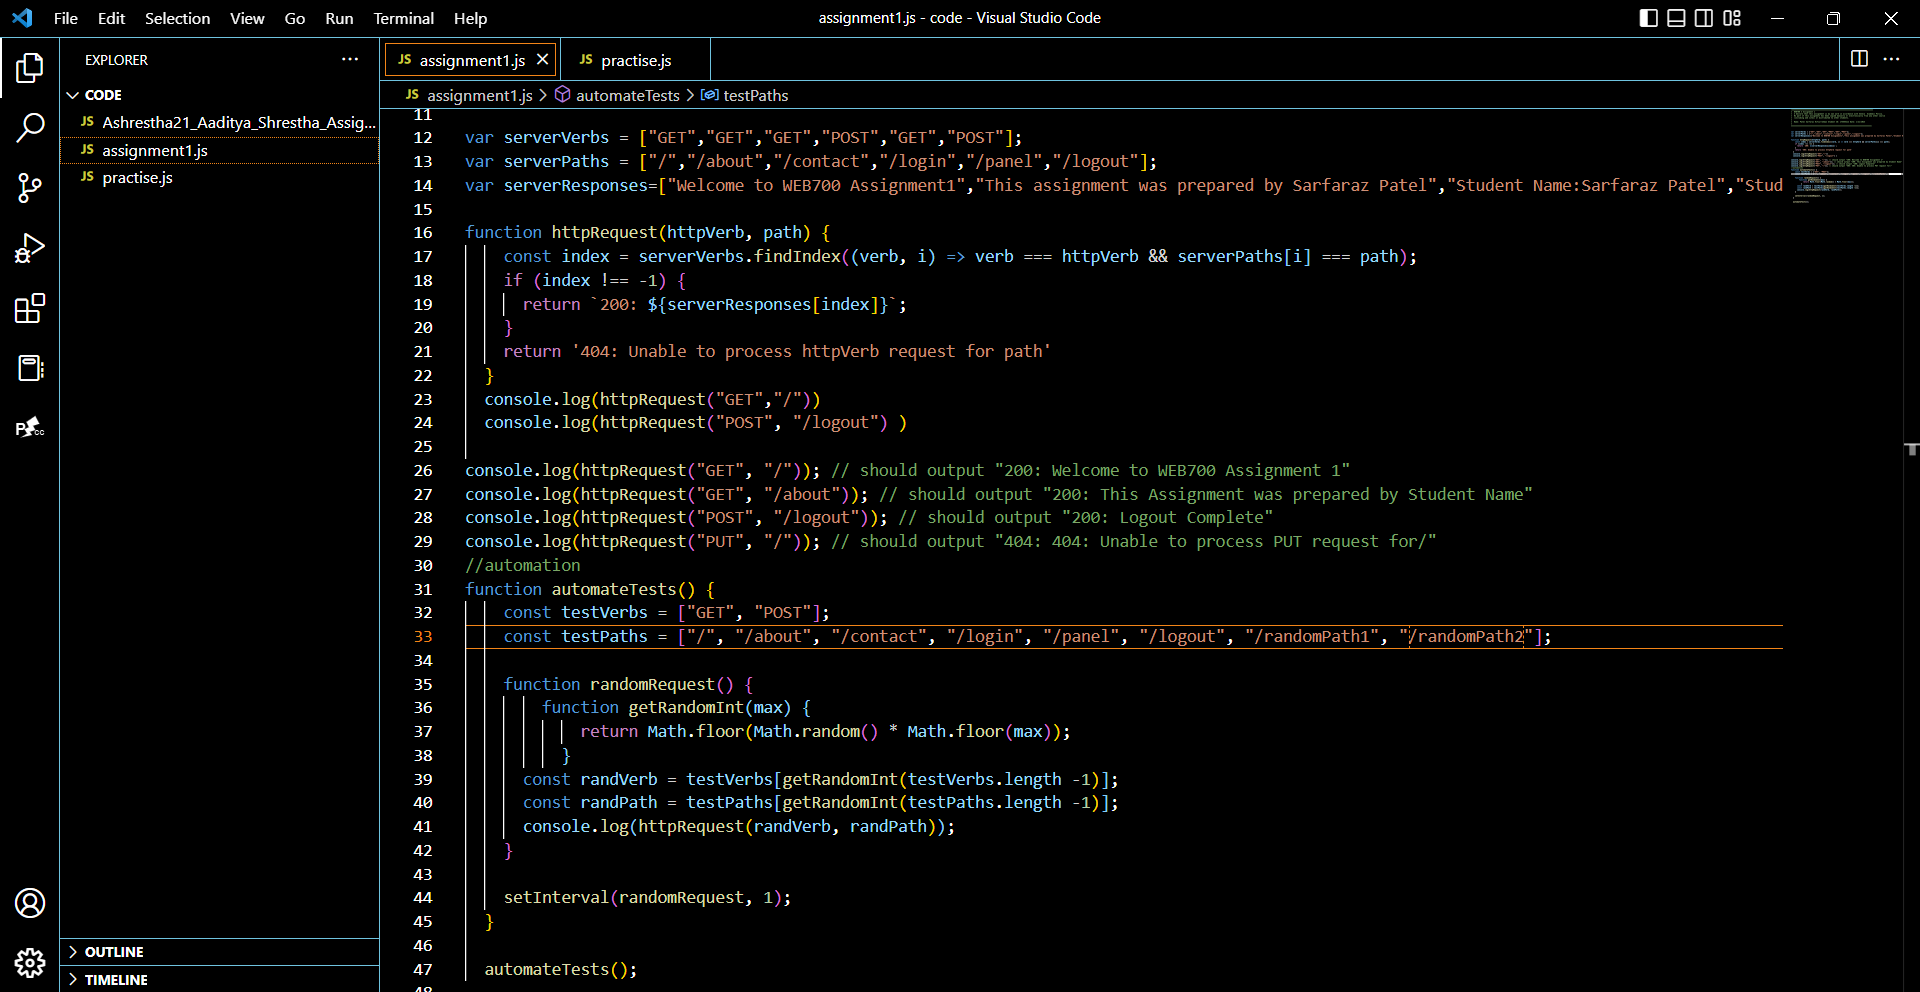 File Edit Selection View Go Run Terminal Help
assignment1.js - code - Visual Studio Code
EXPLORER
CODE
JS Ashrestha21_Aaditya_Shrestha_Assig...
JS assignment1.js
JS practise.js
OUTLINE
TIMELINE
JS assignment1.js
JS practise.js
JS assignment1.js > automateTests > testPaths
11
12 var serverVerbs = ["GET","GET","GET","POST","GET","POST"];
13 var serverPaths = ["/","/about","/contact","/login","/panel","/logout"];
14 var serverResponses=["Welcome to WEB700 Assignment1","This assignment was prepared by Sarfaraz Patel","Student Name:Sarfaraz Patel","Stud
15
16 function httpRequest(httpVerb, path) {
17 const index = serverVerbs.findIndex((verb, i) => verb === httpVerb && serverPaths[i] === path);
18 if (index !== -1) {
19 return `200: ${serverResponses[index]}`;
20 }
21 return '404: Unable to process httpVerb request for path'
22 }
23 console.log(httpRequest("GET","/"))
24 console.log(httpRequest("POST", "/logout") )
25
26 console.log(httpRequest("GET", "/")); // should output "200: Welcome to WEB700 Assignment 1"
27 console.log(httpRequest("GET", "/about")); // should output "200: This Assignment was prepared by Student Name"
28 console.log(httpRequest("POST", "/logout")); // should output "200: Logout Complete"
29 console.log(httpRequest("PUT", "/")); // should output "404: 404: Unable to process PUT request for/"
30 //automation
31 function automateTests() {
32 const testVerbs = ["GET", "POST"];
33 const testPaths = ["/", "/about", "/contact", "/login", "/panel", "/logout", "/randomPath1", "/randomPath2"];
34
35 function randomRequest() {
36 function getRandomInt(max) {
37 return Math.floor(Math.random() * Math.floor(max));
38 }
39 const randVerb = testVerbs[getRandomInt(testVerbs.length -1)];
40 const randPath = testPaths[getRandomInt(testPaths.length -1)];
41 console.log(httpRequest(randVerb, randPath));
42 }
43
44 setInterval(randomRequest, 1);
45 }
46
47 automateTests();
48